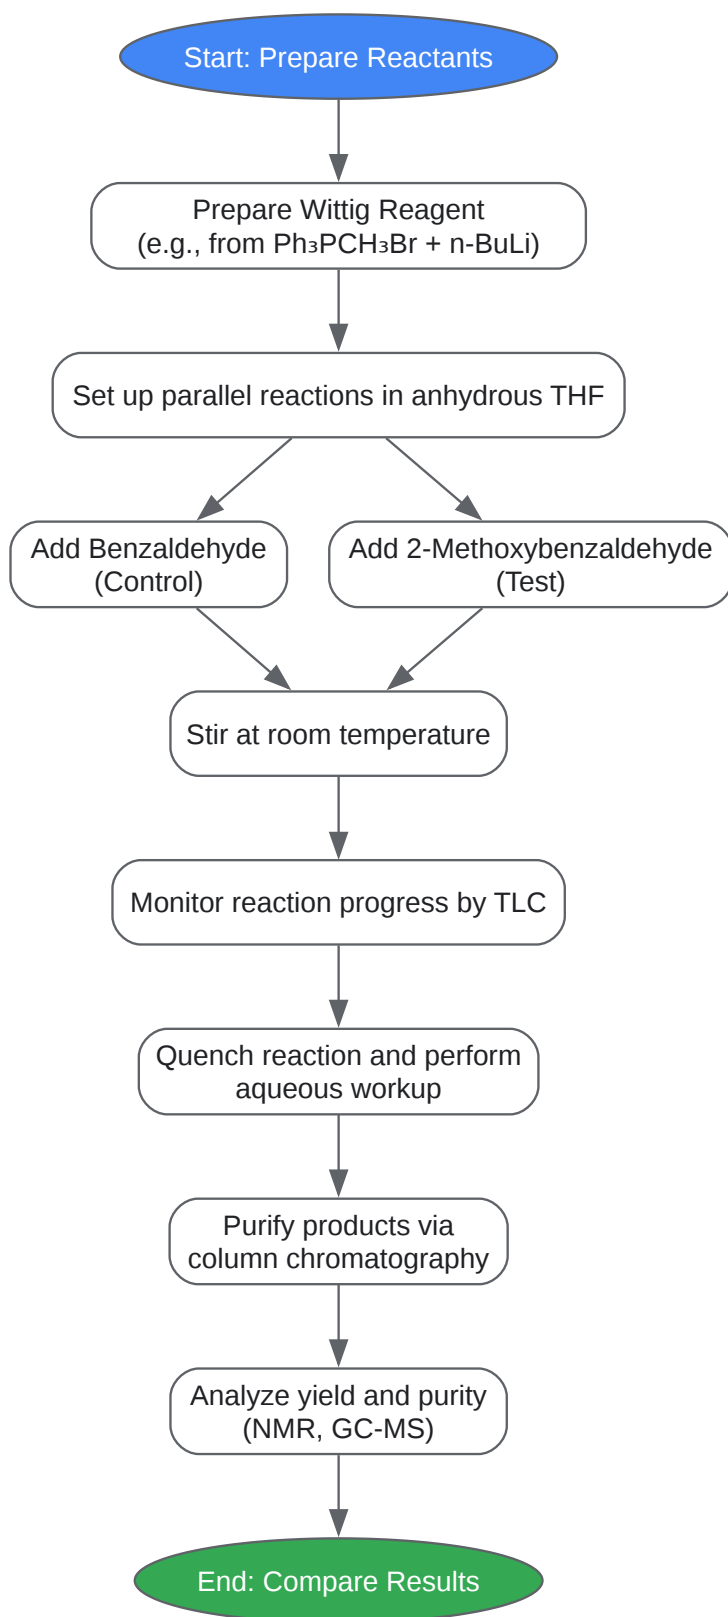 Start: Prepare Reactants
Prepare Wittig Reagent
(e.g., from Ph₃PCH₃Br + n-BuLi)
Set up parallel reactions in anhydrous THF
Add Benzaldehyde
(Control)
Add 2-Methoxybenzaldehyde
(Test)
Stir at room temperature
Monitor reaction progress by TLC
Quench reaction and perform
aqueous workup
Purify products via
column chromatography
Analyze yield and purity
(NMR, GC-MS)
End: Compare Results